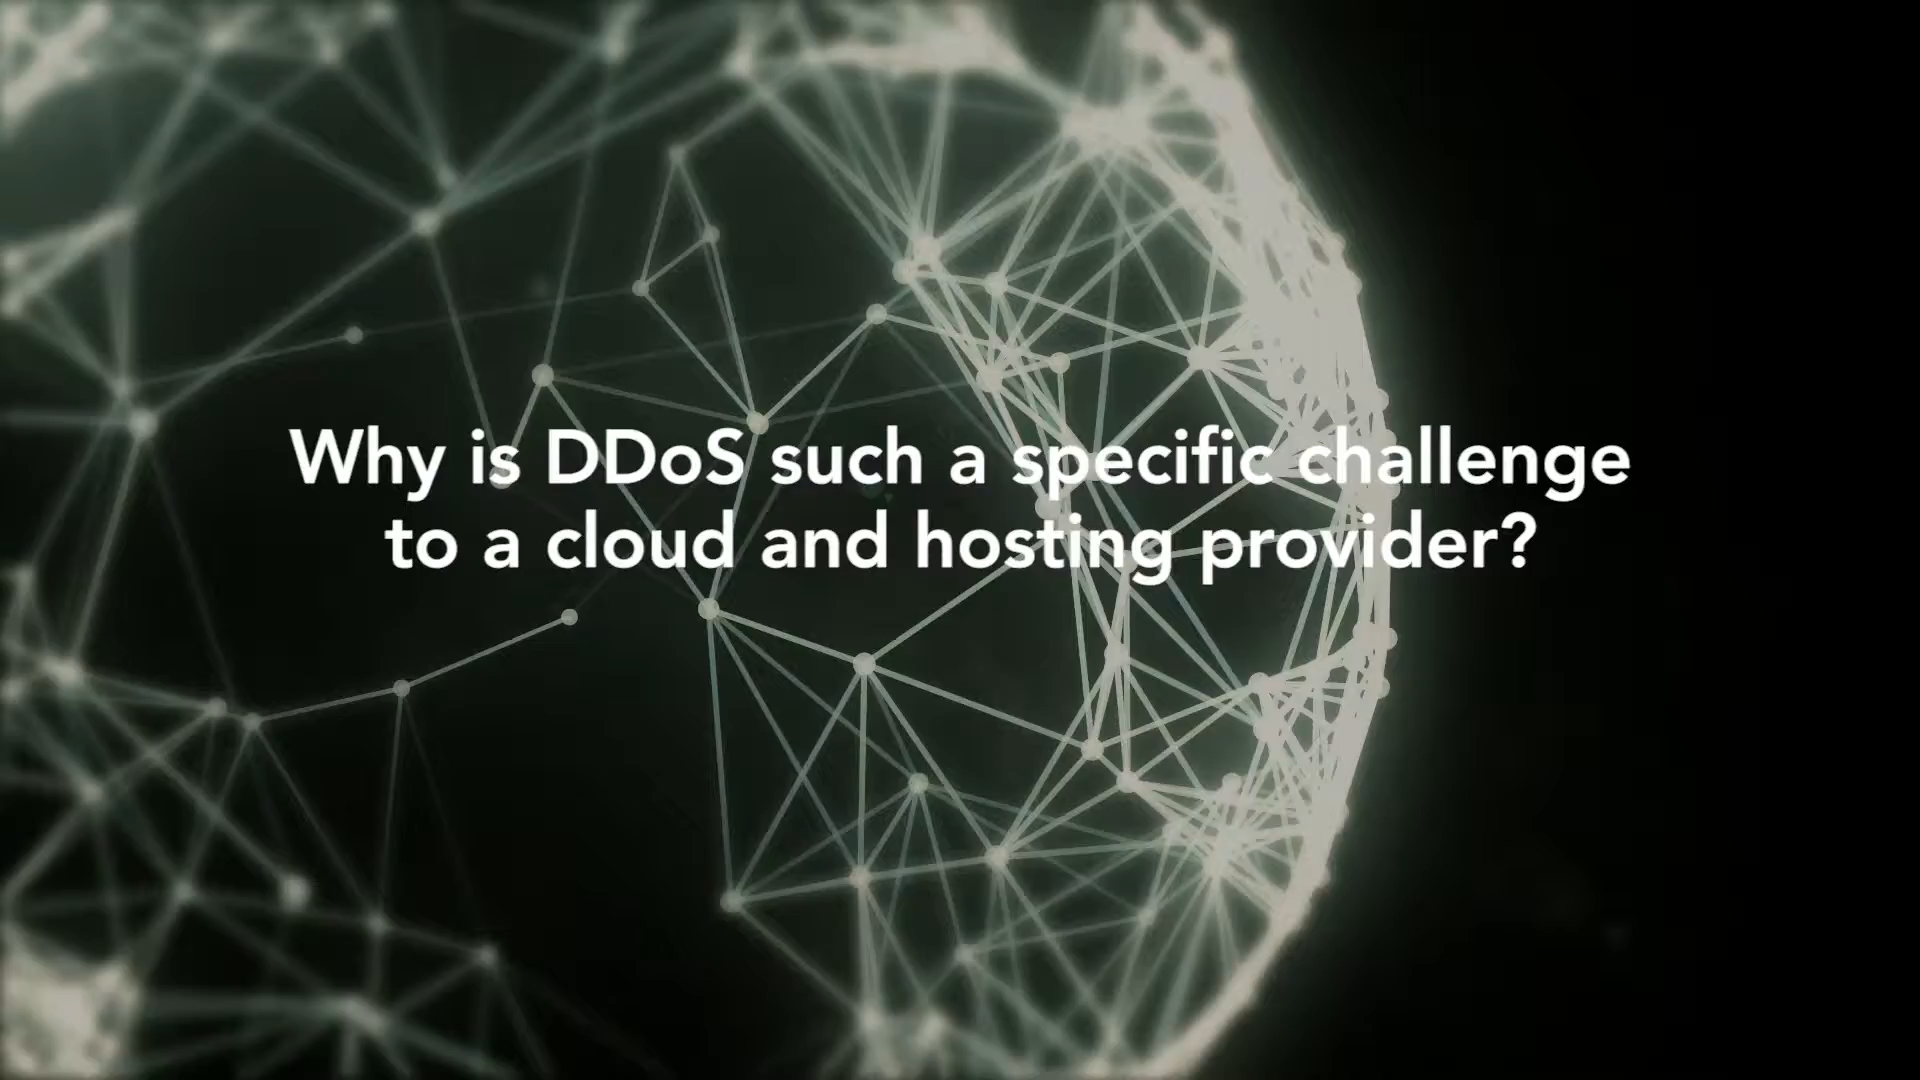 Why is DDoS such a specific challenge
to a cloud and hosting provider?